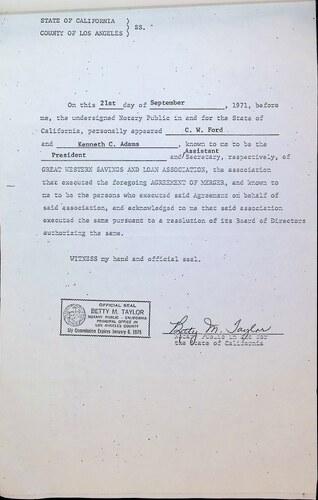 STATE OF CALIFORNIA )
) SS.
COUNTY OF LOS ANGELES )
On this 21st day of September, 1971, before
me, the undersigned Notary Public in and for the State of
California, personally appeared C. W. Ford
and Kenneth C. Adams known to me to be the
Assistant
President and/Secretary, respectively, of
GREAT WESTERN SAVINGS AND LOAN ASSOCIATION, the association
that executed the foregoing AGREEMENT OF MERGER, and known to
me to be the persons who executed said Agreement on behalf of
said association, and acknowledged to me that said association
executed the same pursuant to a resolution of its Board of Directors
authorizing the same.
WITNESS my hand and official seal.
OFFICIAL SEAL
BETTY M. TAYLOR
NOTARY PUBLIC - CALIFORNIA
PRINCIPAL OFFICE IN
LOS ANGELES COUNTY
My Commission Expires January 6, 1975
Betty M. Taylor
Notary Public in and for
the State of California